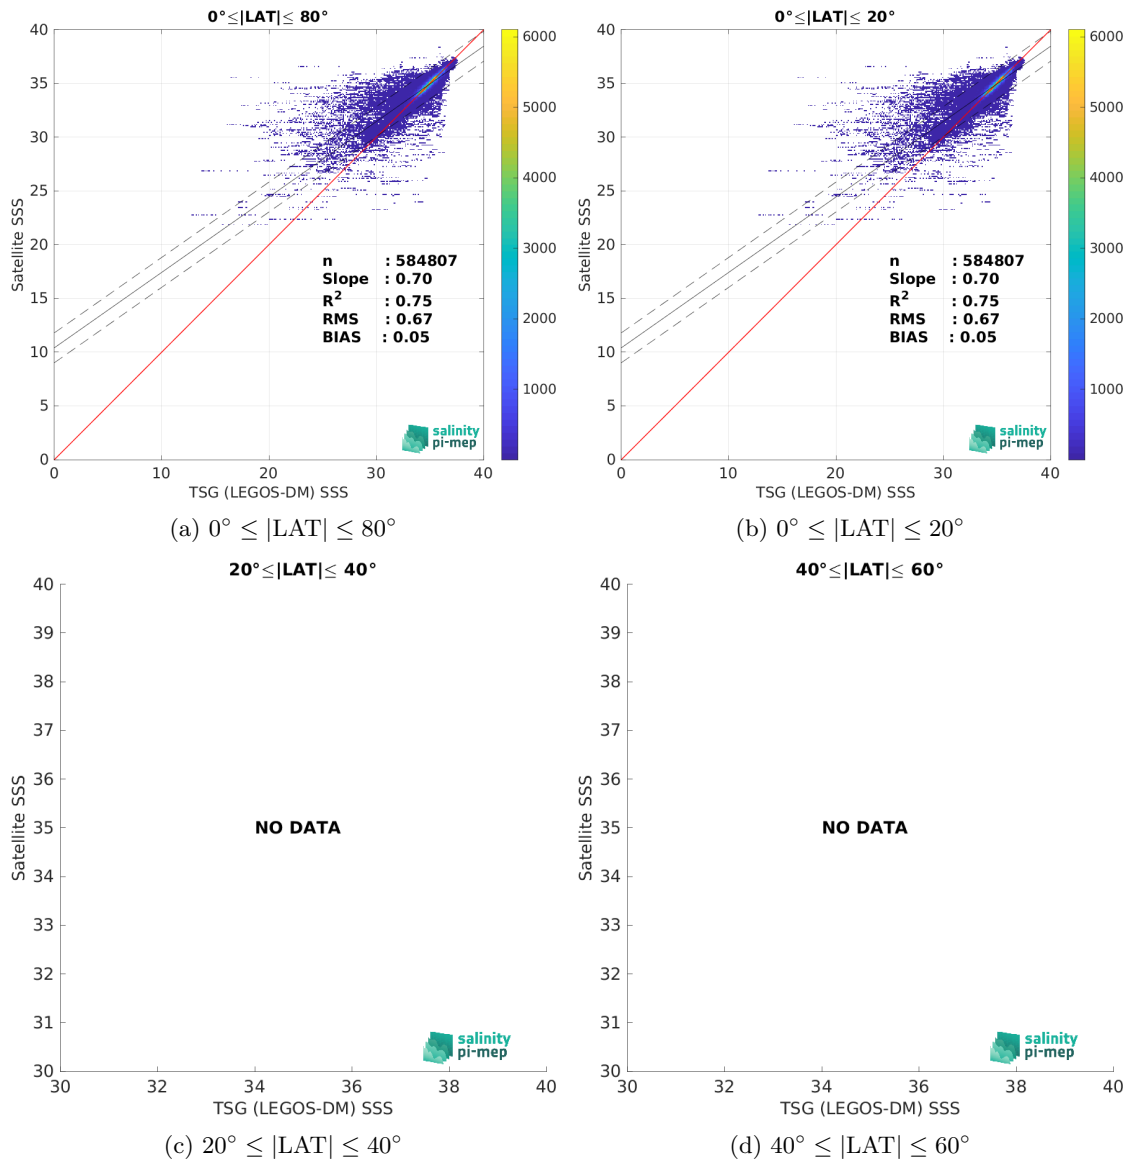 0°≤|LAT|≤ 80°
40
35
30
25
20
15
10
5
0
0
10
20
30
40
Satellite SSS
TSG (LEGOS-DM) SSS
6000
5000
4000
3000
2000
1000
n : 584807
Slope : 0.70
R² : 0.75
RMS : 0.67
BIAS : 0.05
salinity
pi-mep
(a) 0° ≤ |LAT| ≤ 80°
0°≤|LAT|≤ 20°
40
35
30
25
20
15
10
5
0
0
10
20
30
40
Satellite SSS
TSG (LEGOS-DM) SSS
6000
5000
4000
3000
2000
1000
n : 584807
Slope : 0.70
R² : 0.75
RMS : 0.67
BIAS : 0.05
salinity
pi-mep
(b) 0° ≤ |LAT| ≤ 20°
20°≤|LAT|≤ 40°
40
39
38
37
36
35
34
33
32
31
30
30
32
34
36
38
40
Satellite SSS
TSG (LEGOS-DM) SSS
NO DATA
salinity
pi-mep
(c) 20° ≤ |LAT| ≤ 40°
40°≤|LAT|≤ 60°
40
39
38
37
36
35
34
33
32
31
30
30
32
34
36
38
40
Satellite SSS
TSG (LEGOS-DM) SSS
NO DATA
salinity
pi-mep
(d) 40° ≤ |LAT| ≤ 60°